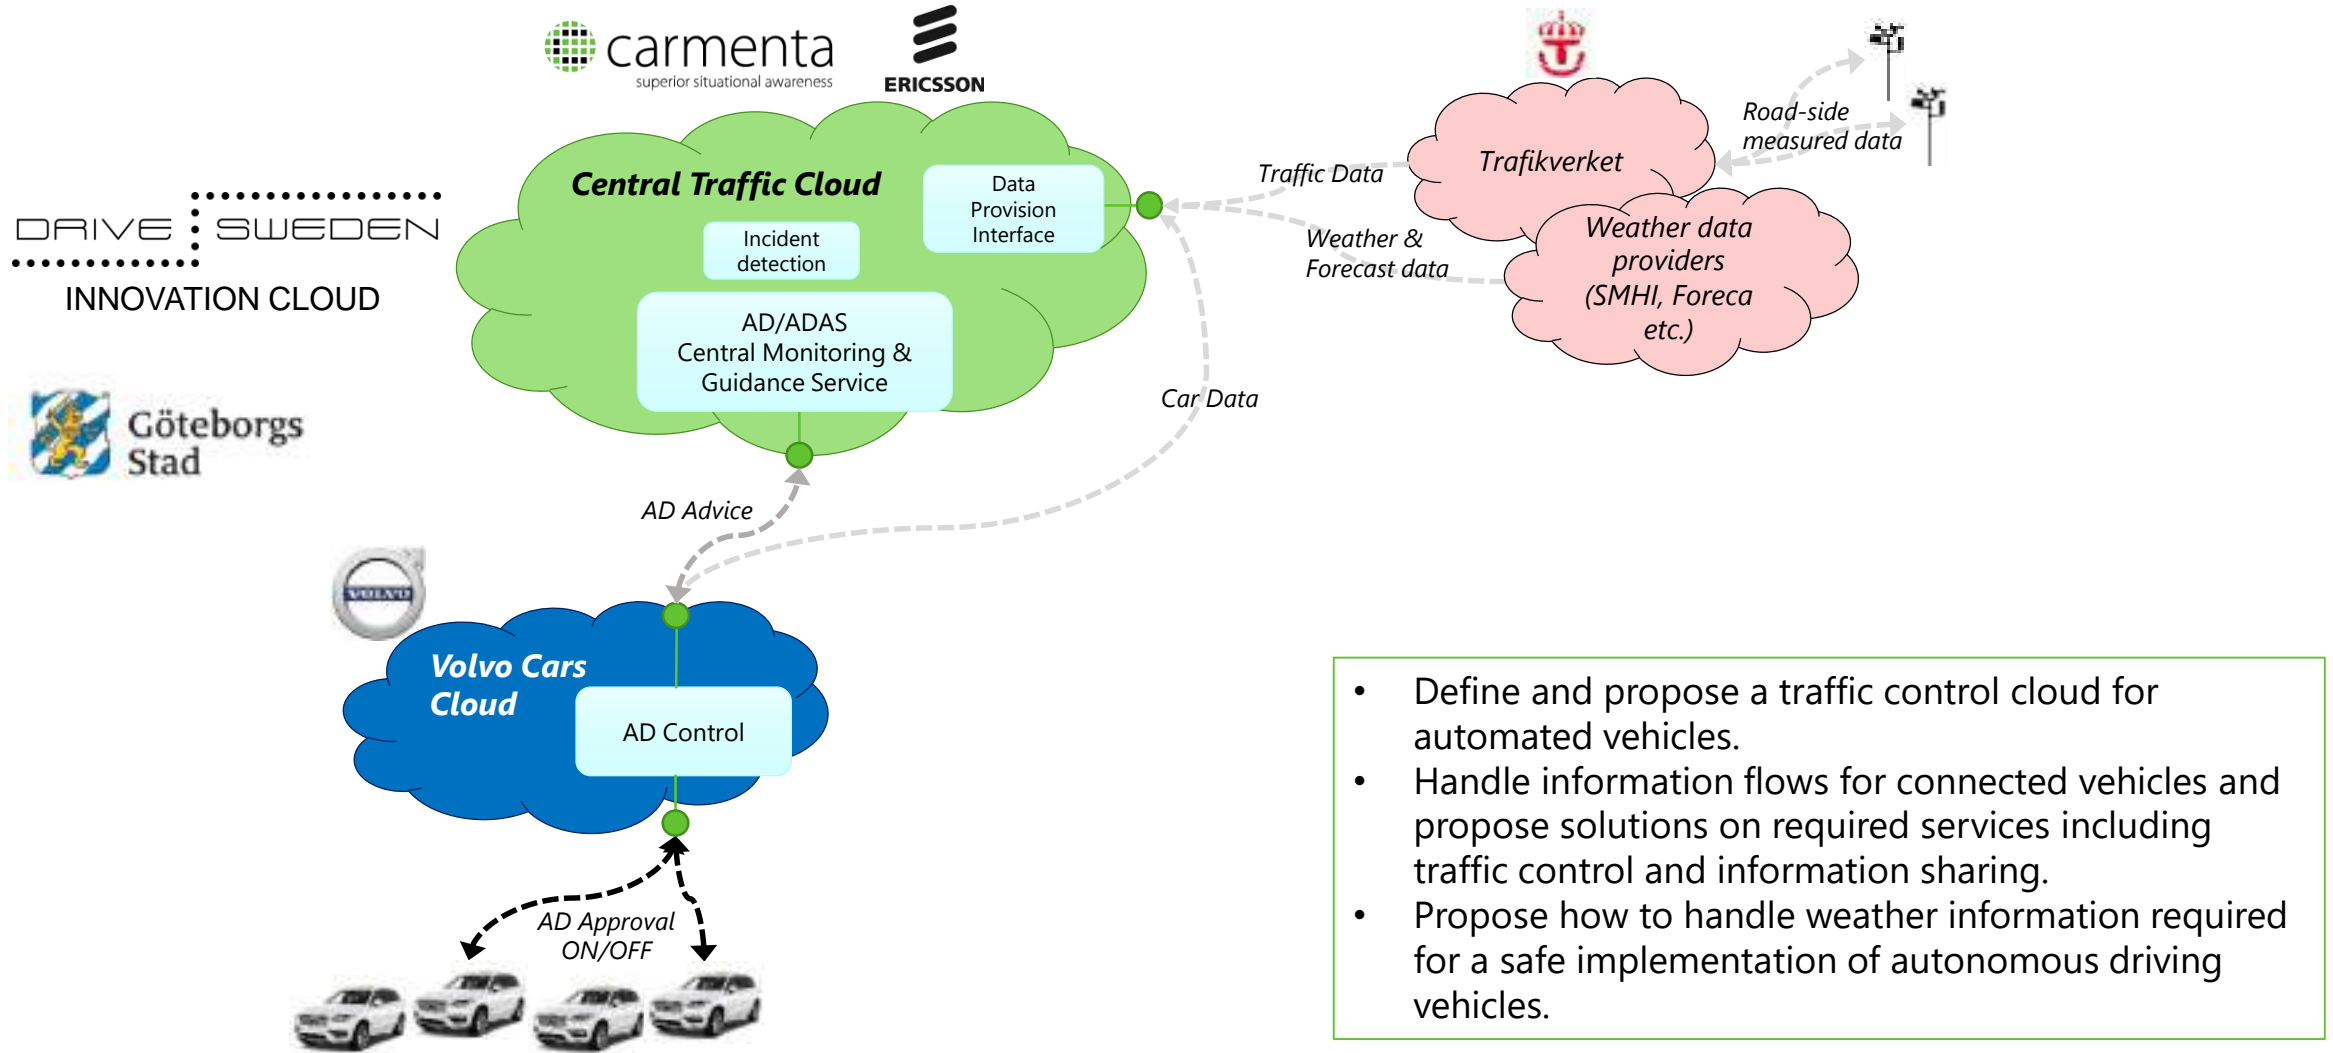 carmenta
superior situational awareness
ERICSSON
DRIVE SWEDEN
INNOVATION CLOUD
Göteborgs
Stad
Central Traffic Cloud
Data
Provision
Interface
Incident
detection
AD/ADAS
Central Monitoring &
Guidance Service
Traffic Data
Weather &
Forecast data
Trafikverket
Road-side
measured data
Weather data
providers
(SMHI, Foreca
etc.)
Car Data
AD Advice
VOLVO
Volvo Cars
Cloud
AD Control
AD Approval
ON/OFF
• Define and propose a traffic control cloud for
automated vehicles.
• Handle information flows for connected vehicles and
propose solutions on required services including
traffic control and information sharing.
• Propose how to handle weather information required
for a safe implementation of autonomous driving
vehicles.